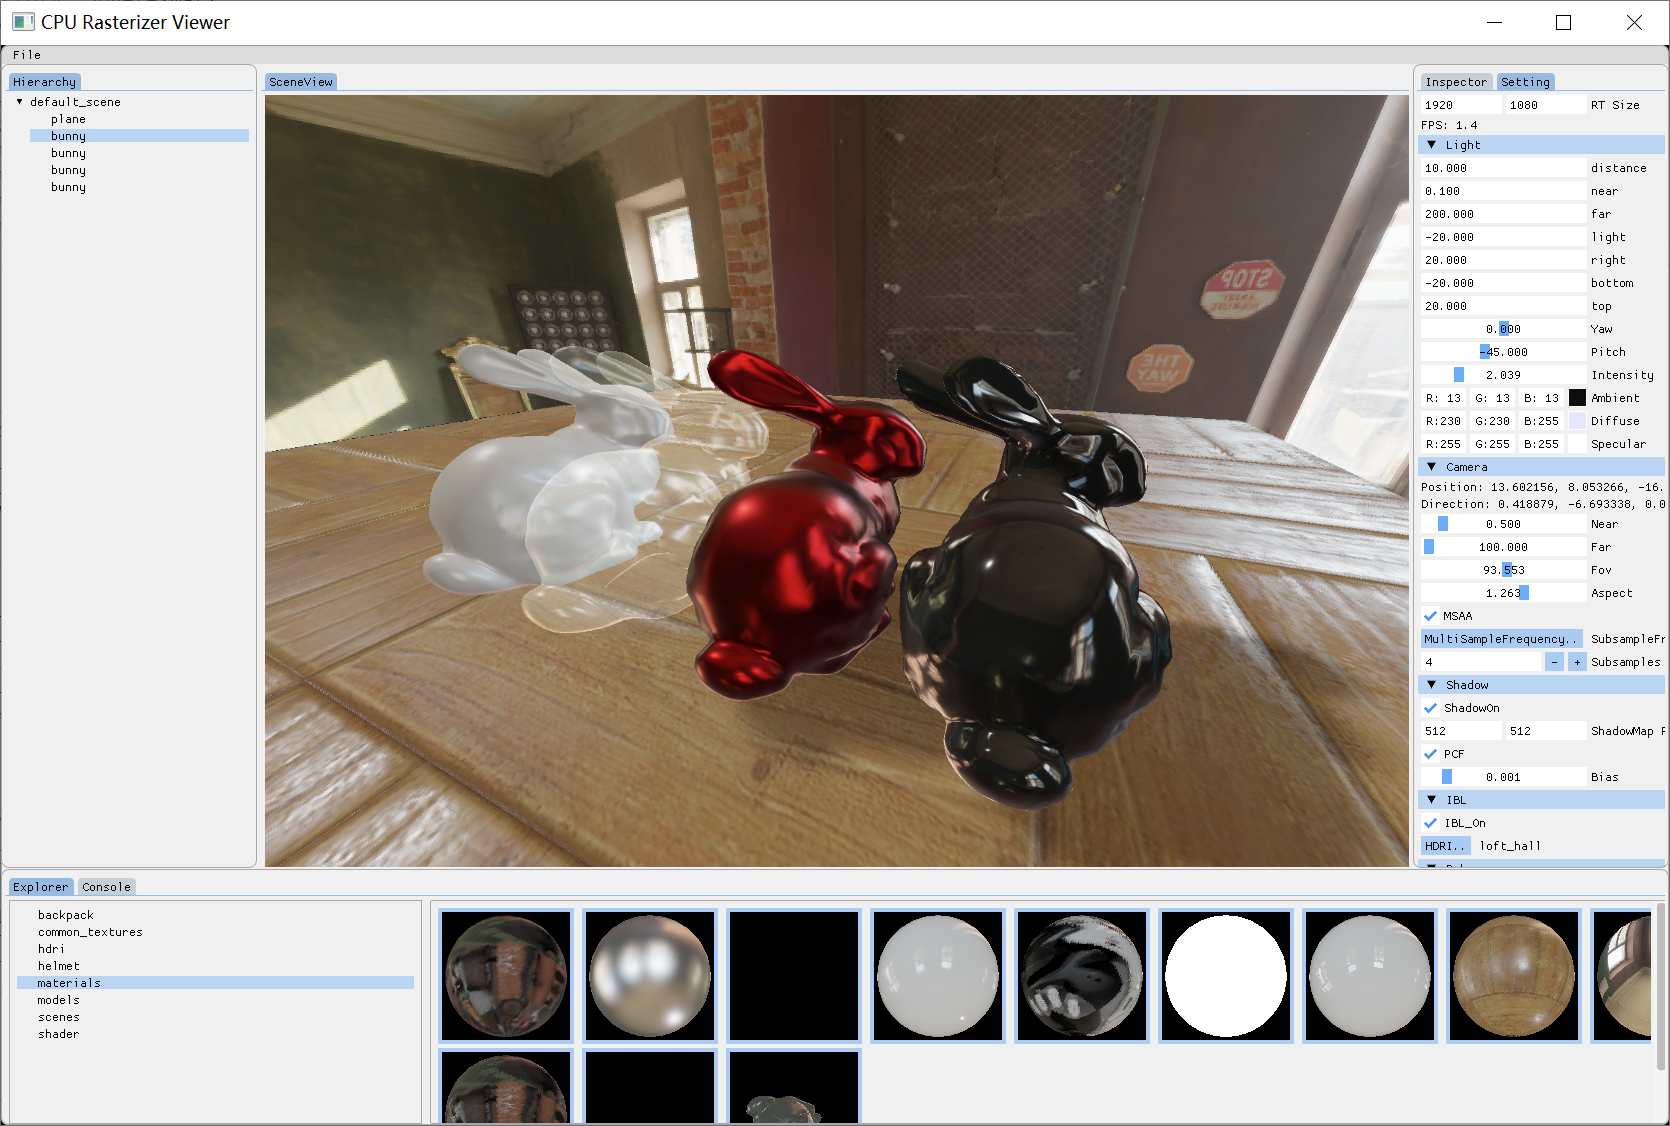 CPU Rasterizer Viewer
File
Hierarchy
default_scene
plane
bunny
bunny
bunny
bunny
SceneView
STOP
THE
WAY
Inspector Setting
1920 1080 RT Size
FPS: 1.4
Light
10.000 distance
0.100 near
200.000 far
-20.000 light
20.000 right
-20.000 bottom
20.000 top
0.000 Yaw
-45.000 Pitch
2.039 Intensity
R: 13 G: 13 B: 13 Ambient
R:230 G:230 B:255 Diffuse
R:255 G:255 B:255 Specular
Camera
Position: 13.602156, 8.053266, -16.
Direction: 0.418879, -6.693338, 0.0
0.500 Near
100.000 Far
93.553 Fov
1.263 Aspect
MSAA
MultiSampleFrequency.. SubsampleFr
4 - + Subsamples
Shadow
ShadowOn
512 512 ShadowMap
PCF
0.001 Bias
IBL
IBL_On
HDRI.. loft_hall
Explorer Console
backpack
common_textures
hdri
helmet
materials
models
scenes
shader